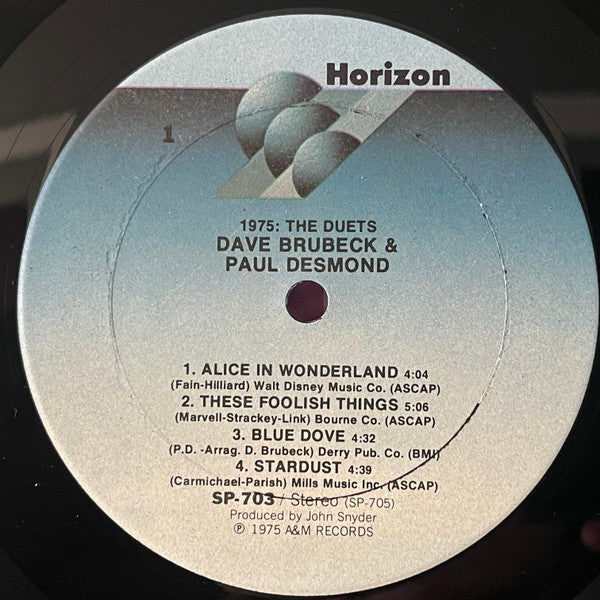 Horizon
1
1975: THE DUETS
DAVE BRUBECK &
PAUL DESMOND
1. ALICE IN WONDERLAND 4:04
(Fain-Hilliard) Walt Disney Music Co. (ASCAP)
2. THESE FOOLISH THINGS 5:06
(Marvell-Strackey-Link) Bourne Co. (ASCAP)
3. BLUE DOVE 4:32
(P.D. -Arrag. D. Brubeck) Derry Pub. Co. (BMI)
4. STARDUST 4:39
(Carmichael-Parish) Mills Music Inc. (ASCAP)
SP-703 / Stereo (SP-705)
Produced by John Snyder
℗ 1975 A&M RECORDS